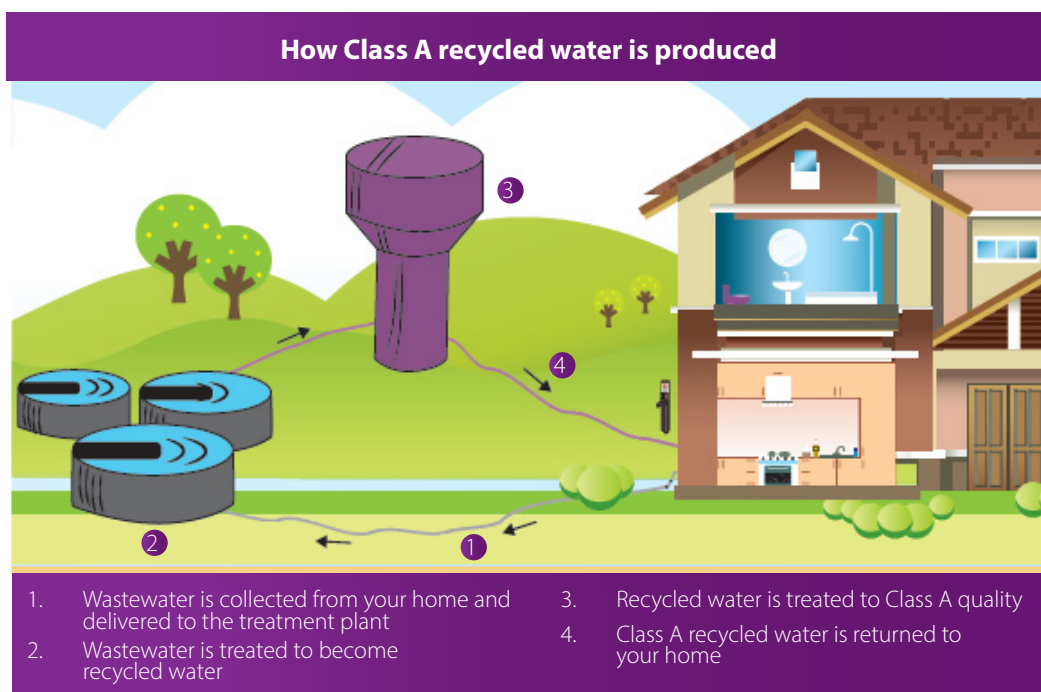 How Class A recycled water is produced
3
4
2
1
1. Wastewater is collected from your home and
delivered to the treatment plant
2. Wastewater is treated to become
recycled water
3. Recycled water is treated to Class A quality
4. Class A recycled water is returned to
your home